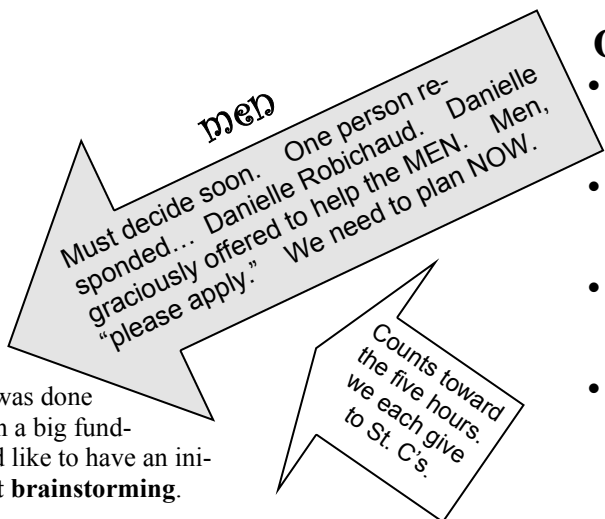 men
Must decide soon. One person re-
sponded... Danielle Robichaud. Danielle
graciously offered to help the MEN. Men,
"please apply." We need to plan NOW.
Counts toward
the five hours.
we each give
to St. C's.
was done
a big fund-
like to have an ini-
brainstorming.